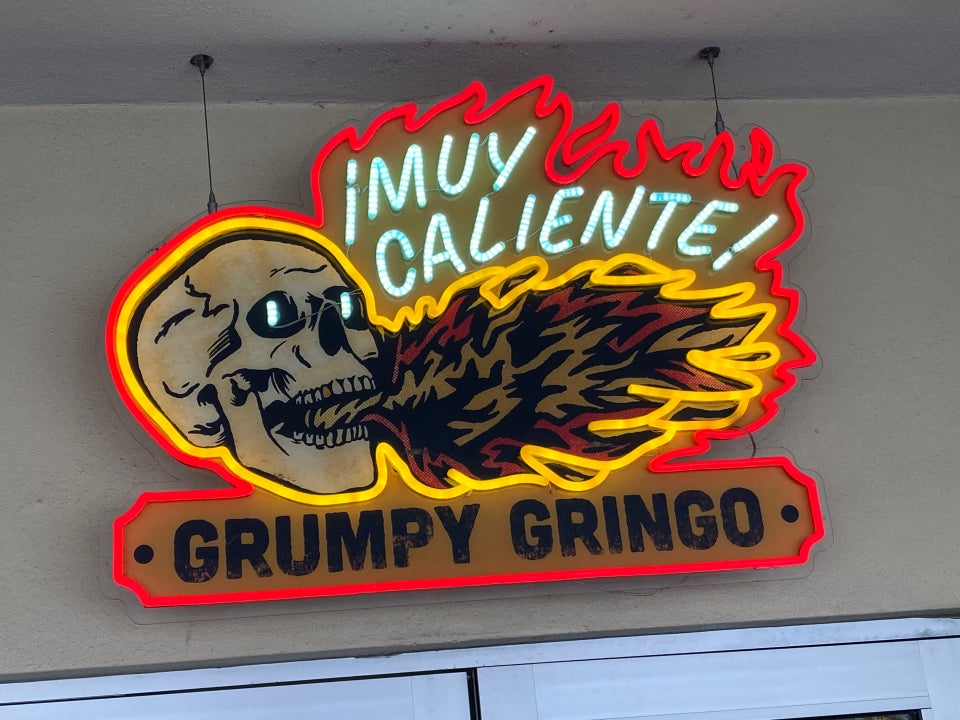 ¡MUY
CALIENTE!
• GRUMPY GRINGO •